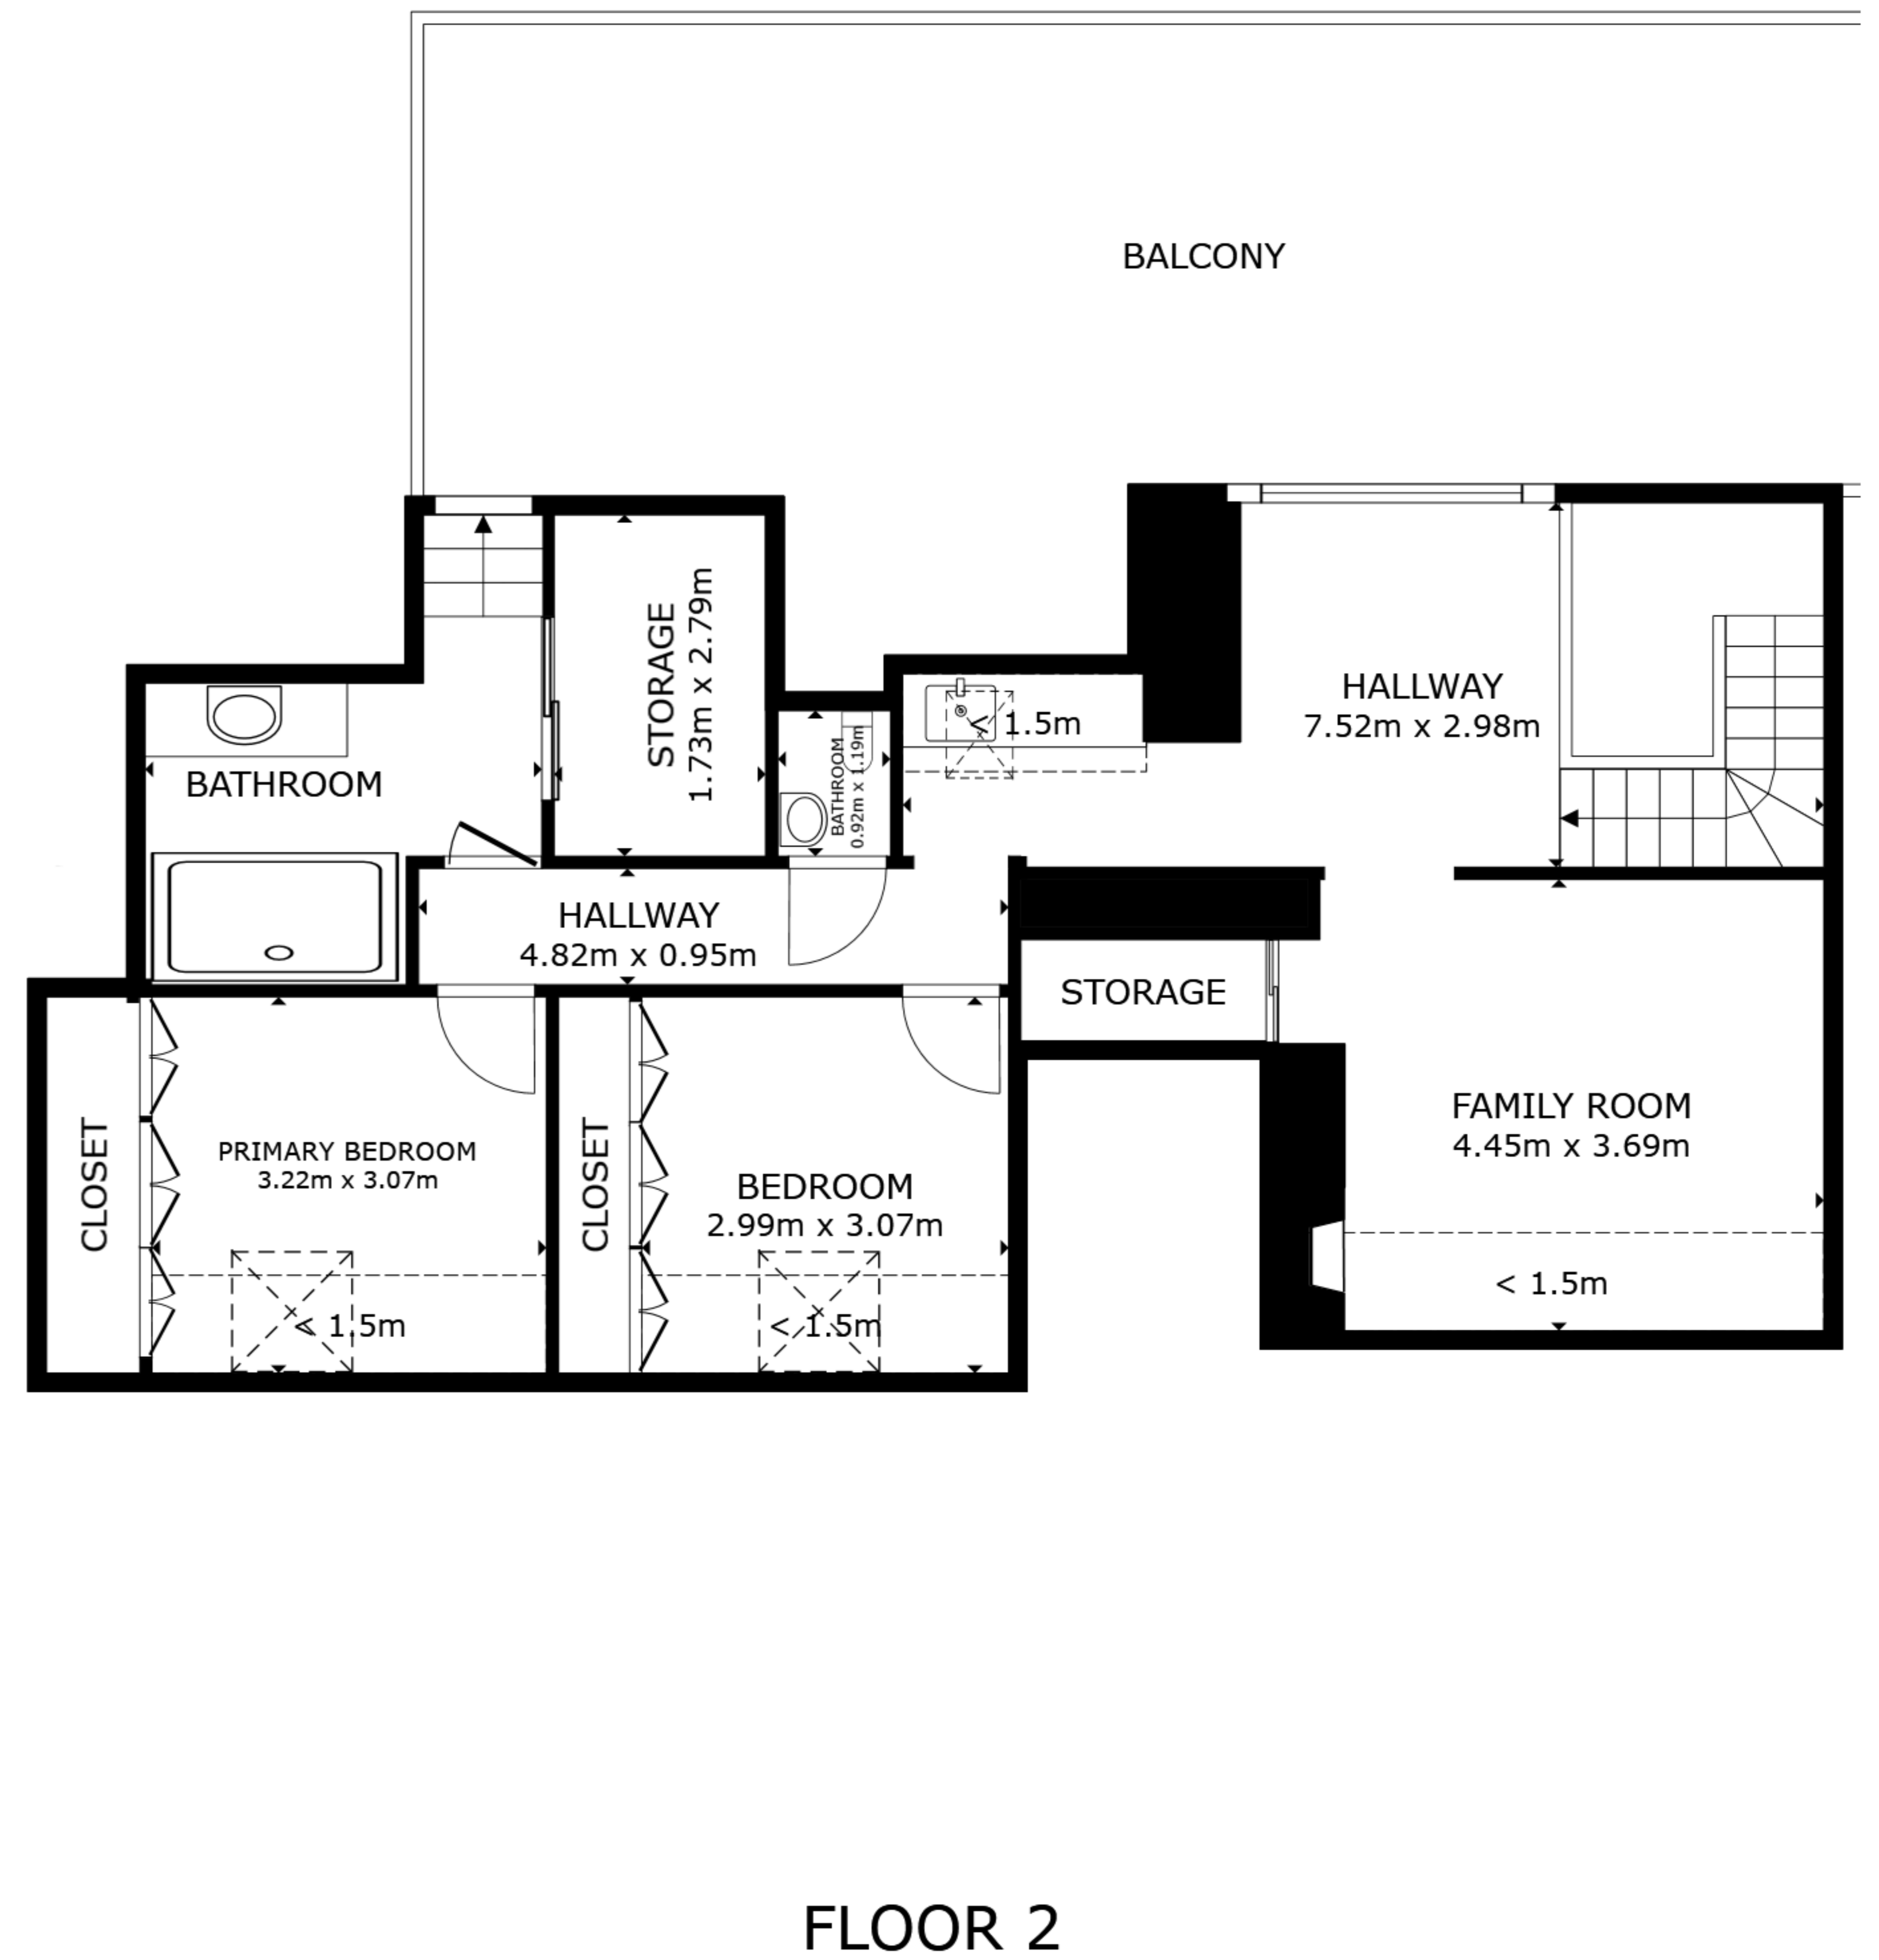 BALCONY
STORAGE
1.73m x 2.79m
HALLWAY
7.52m x 2.98m
< 1.5m
BATHROOM
0.92m x 1.19m
BATHROOM
HALLWAY
4.82m x 0.95m
STORAGE
CLOSET
PRIMARY BEDROOM
3.22m x 3.07m
CLOSET
BEDROOM
2.99m x 3.07m
FAMILY ROOM
4.45m x 3.69m
< 1.5m
< 1.5m
< 1.5m
FLOOR 2